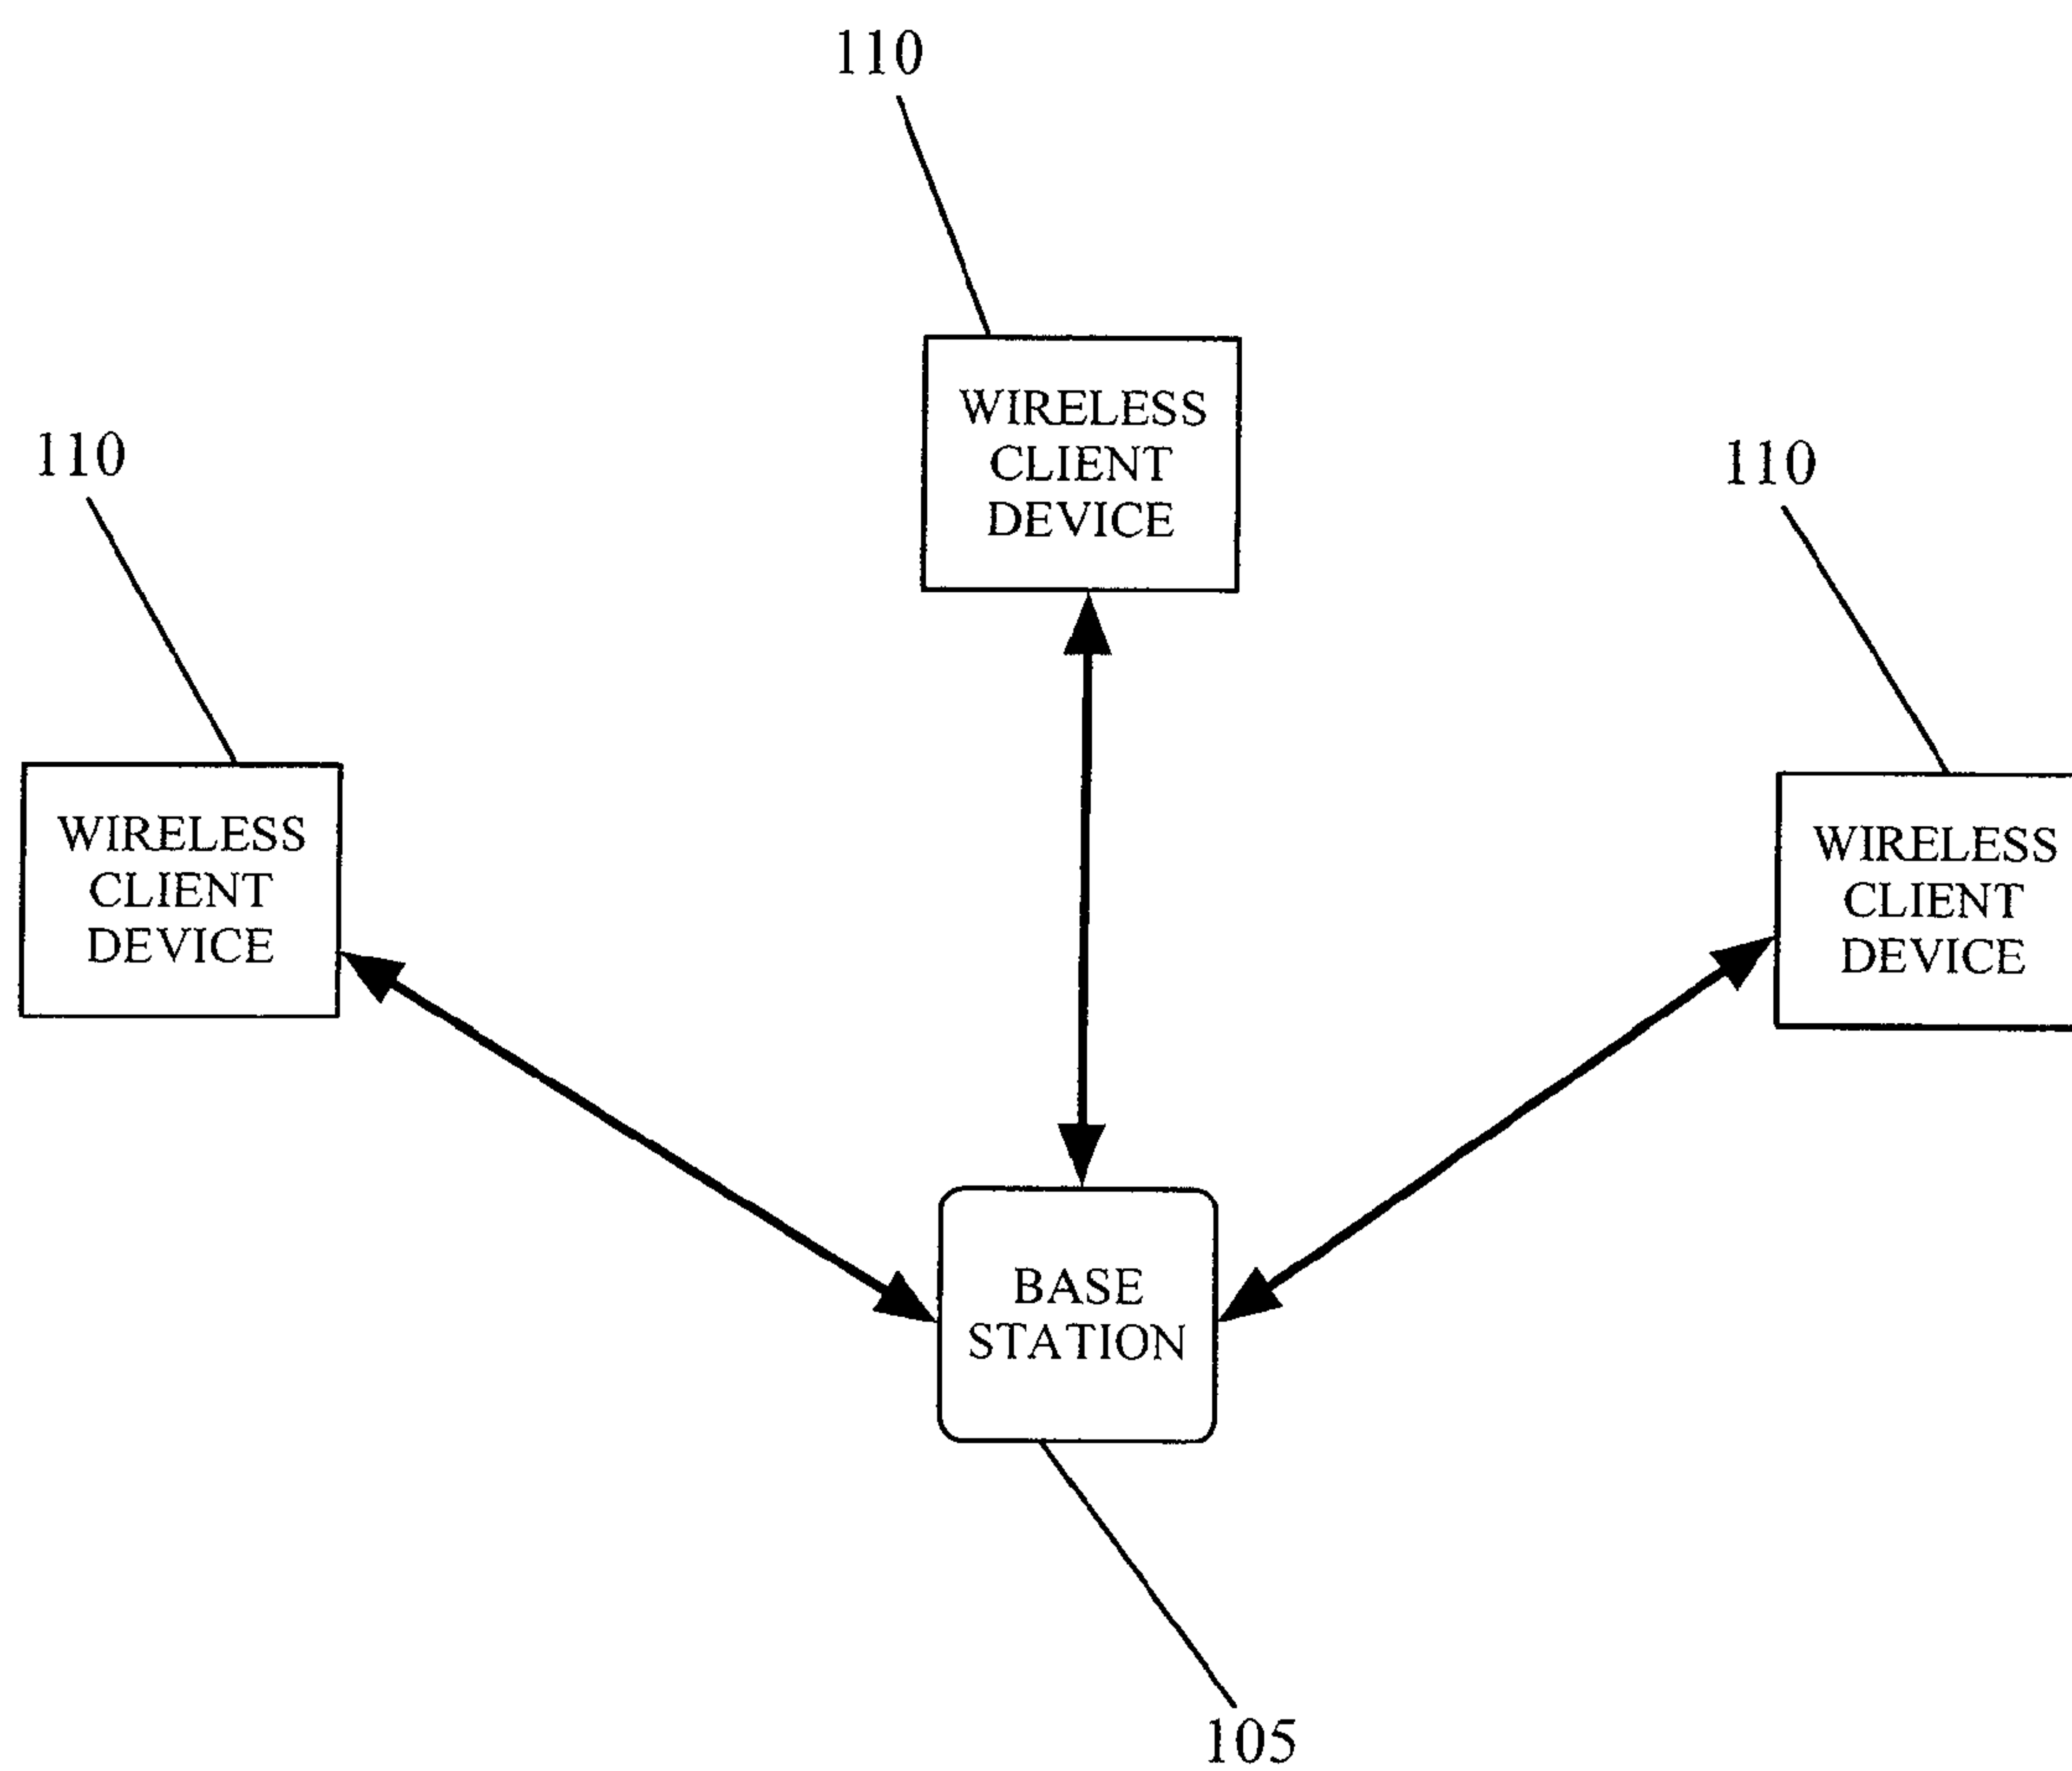 110
WIRELESS
CLIENT
DEVICE
110
WIRELESS
CLIENT
DEVICE
110
WIRELESS
CLIENT
DEVICE
BASE
STATION
105